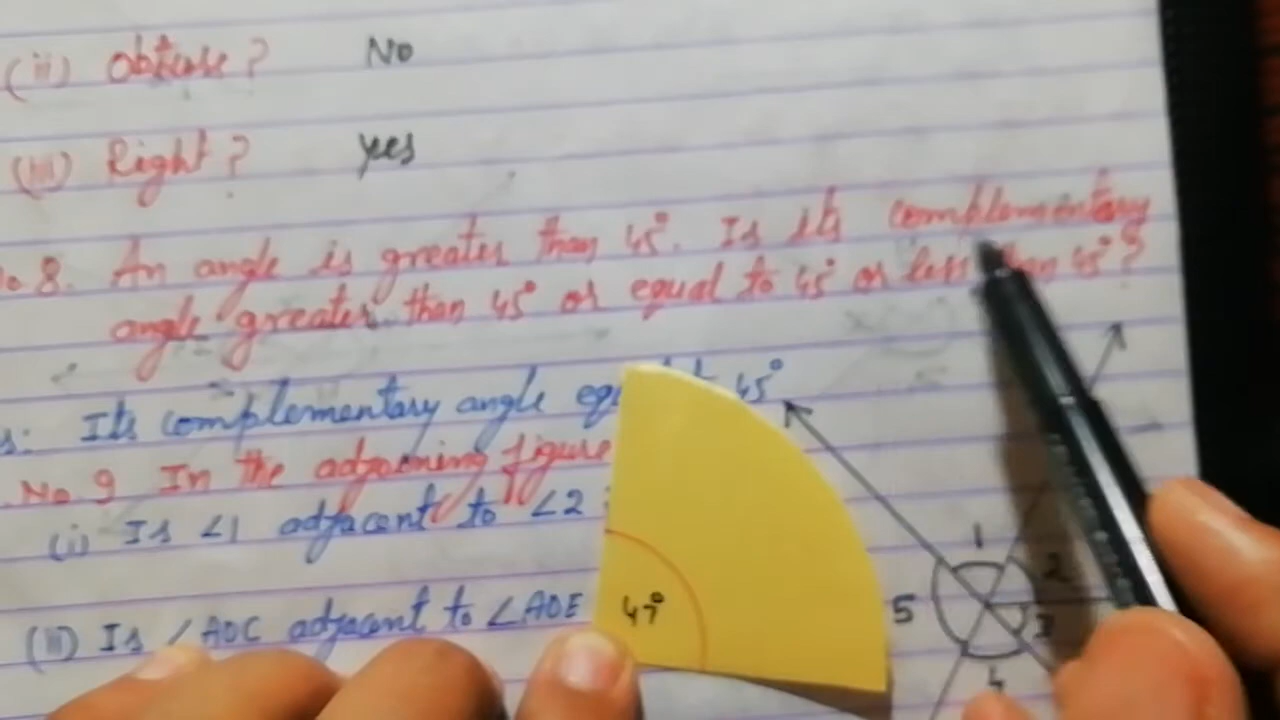 (ii) Obtuse? No
(iii) Right? yes
No 8. An angle is greater than 45°. Is its complementary
angle greater than 45° or equal to 45° or less than 45°?
s: Its complementary angle 45°
No 9 In the adjoining figure
(i) Is ∠1 adjacent to ∠2
(ii) Is ∠AOC adjacent to ∠AOE
47°
1
2
5
3
4